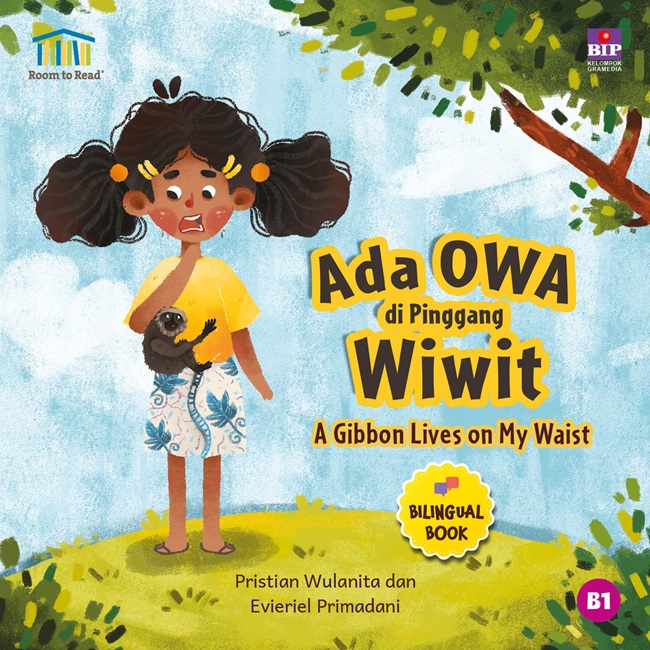 Room to Read®
BIP
KELOMPOK
GRAMEDIA
Ada OWA
di Pinggang
Wiwit
A Gibbon Lives on My Waist
BILINGUAL
BOOK
Pristian Wulanita dan
Evieriel Primadani
B1